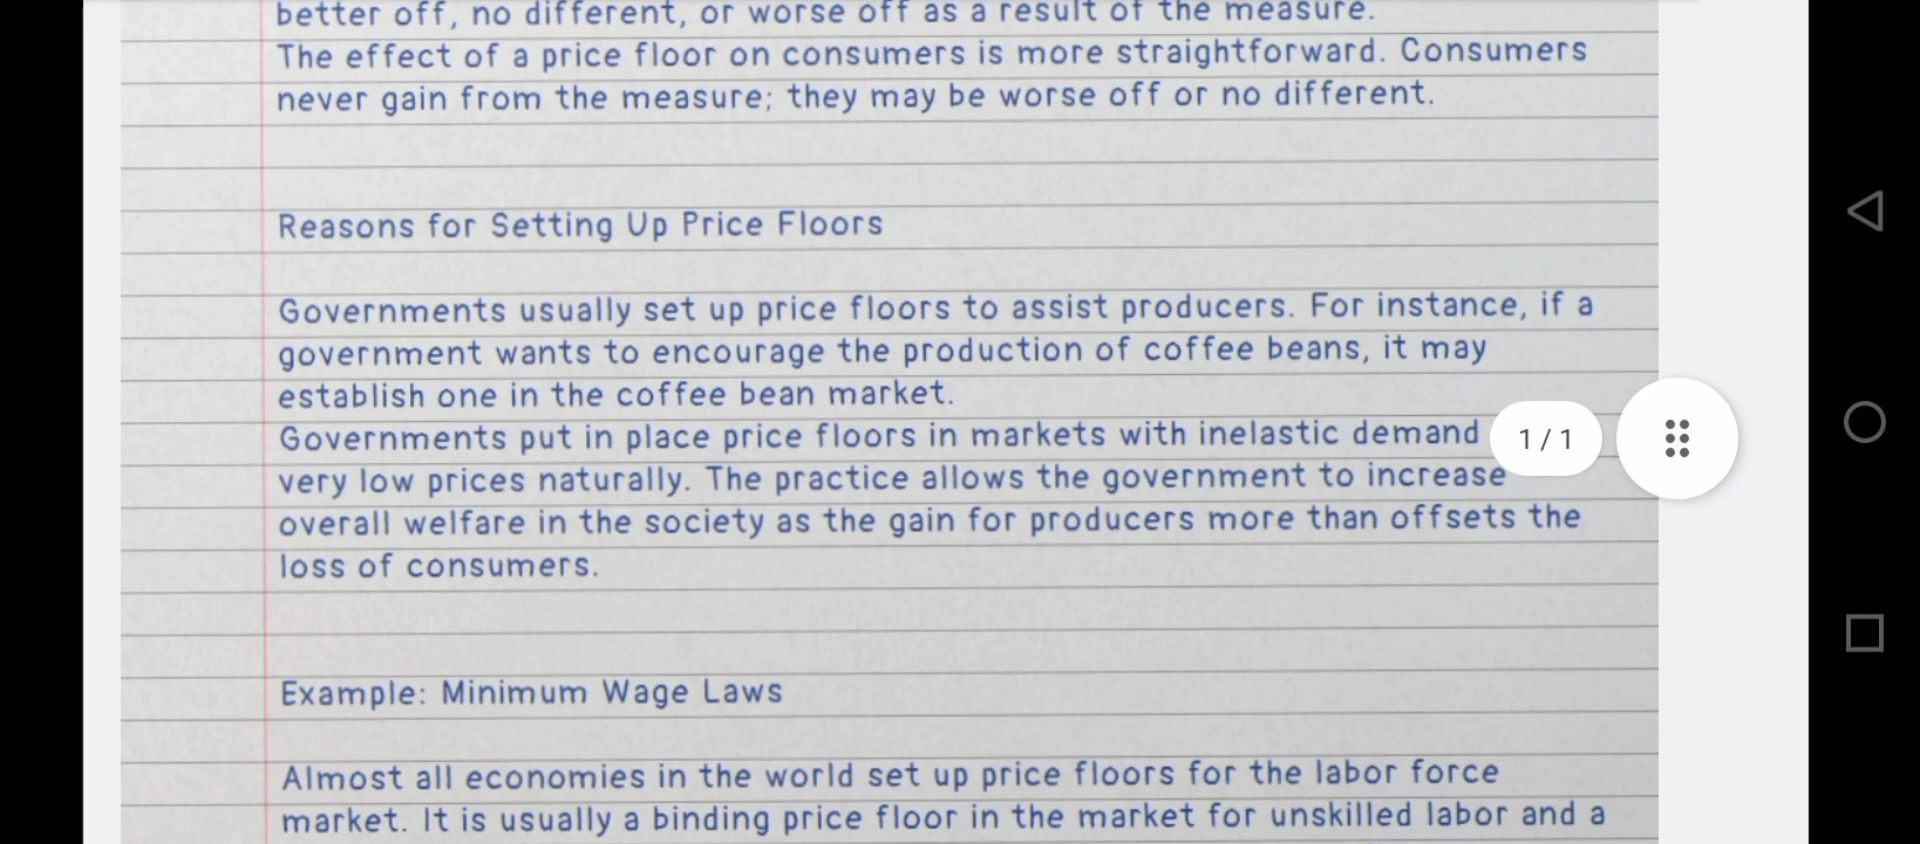 better off, no different, or worse off as a result of the measure.
The effect of a price floor on consumers is more straightforward. Consumers
never gain from the measure; they may be worse off or no different.
Reasons for Setting Up Price Floors
Governments usually set up price floors to assist producers. For instance, if a
government wants to encourage the production of coffee beans, it may
establish one in the coffee bean market.
Governments put in place price floors in markets with inelastic demand
very low prices naturally. The practice allows the government to increase
overall welfare in the society as the gain for producers more than offsets the
loss of consumers.
1 / 1
Example: Minimum Wage Laws
Almost all economies in the world set up price floors for the labor force
market. It is usually a binding price floor in the market for unskilled labor and a